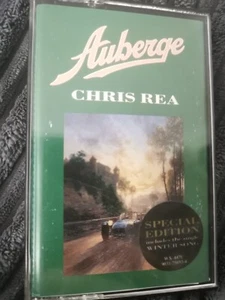 Auberge
CHRIS REA
SPECIAL
EDITION
includes the single
WINTER SONG